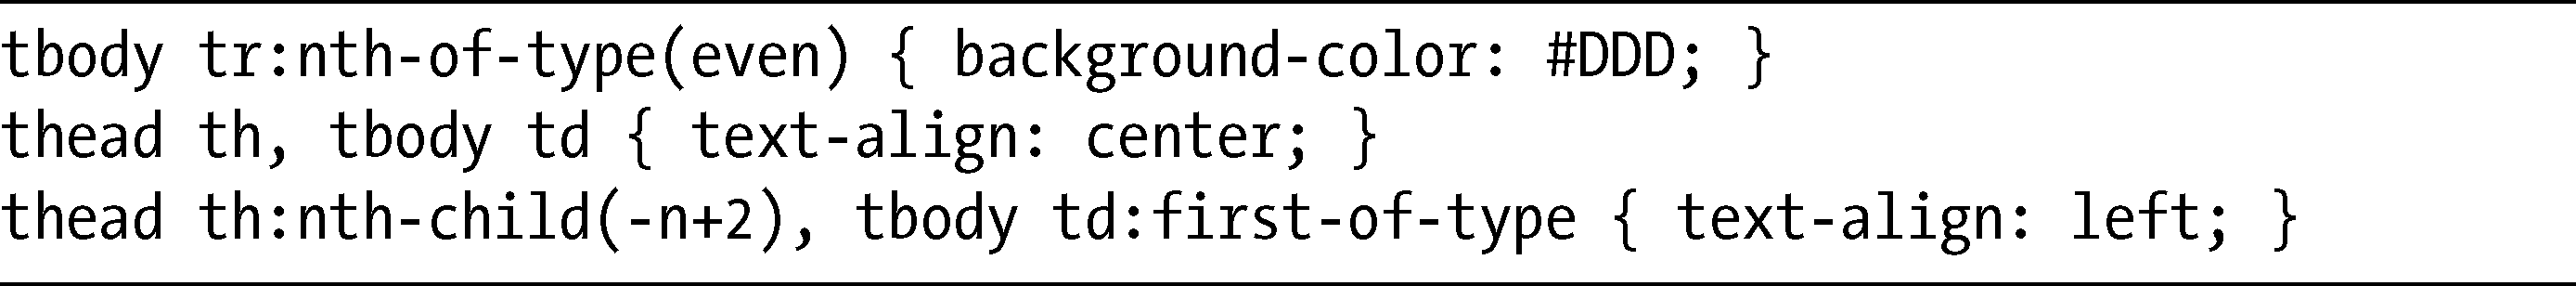 tbody tr:nth-of-type(even) { background-color: #DDD; }
thead th, tbody td { text-align: center; }
thead th:nth-child(-n+2), tbody td:first-of-type { text-align: left; }